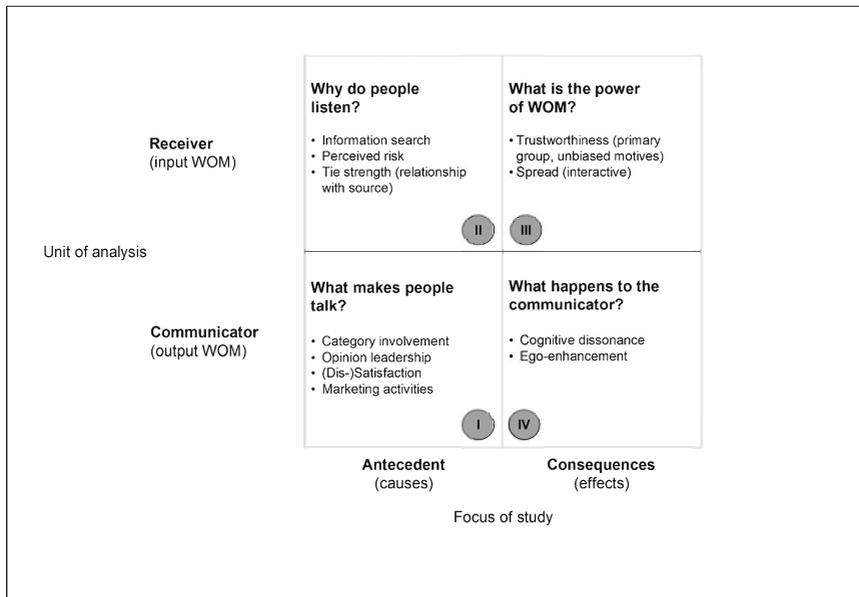 Why do people
listen?
• Information search
• Perceived risk
• Tie strength (relationship
with source)
II
What is the power
of WOM?
• Trustworthiness (primary
group, unbiased motives)
• Spread (interactive)
III
Receiver
(input WOM)
Unit of analysis
What makes people
talk?
• Category involvement
• Opinion leadership
• (Dis-)Satisfaction
• Marketing activities
I
What happens to the
communicator?
• Cognitive dissonance
• Ego-enhancement
IV
Communicator
(output WOM)
Antecedent
(causes)
Consequences
(effects)
Focus of study